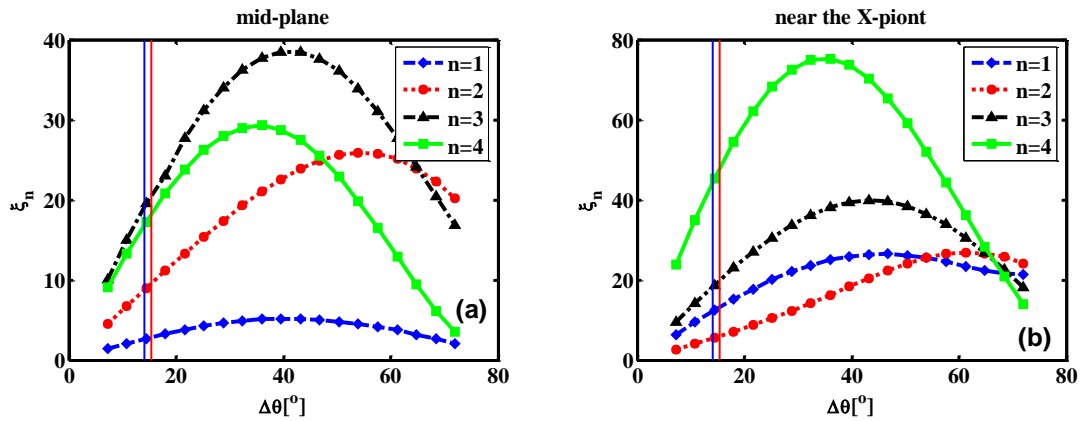 mid-plane
40
30
20
10
0
0 20 40 60 80
ξn
Δθ[o]
n=1
n=2
n=3
n=4
(a)
near the X-piont
80
60
40
20
0
0 20 40 60 80
ξn
Δθ[o]
n=1
n=2
n=3
n=4
(b)